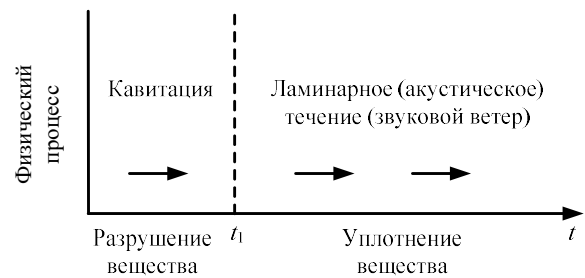 Физический
процесс
Кавитация
Ламинарное (акустическое)
течение (звуковой ветер)
Разрушение
вещества
t1
Уплотнение
вещества
t